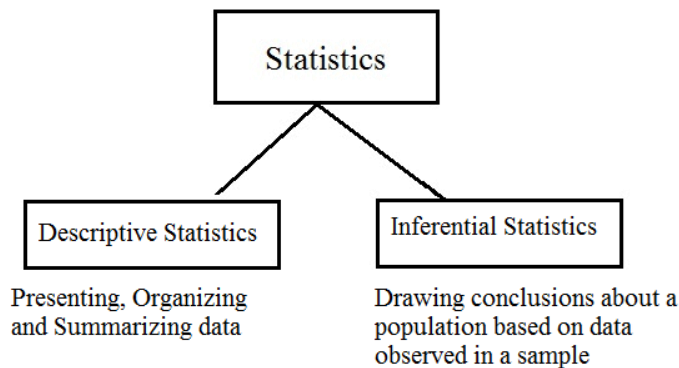 Statistics
Descriptive Statistics
Presenting, Organizing
and Summarizing data
Inferential Statistics
Drawing conclusions about a
population based on data
observed in a sample